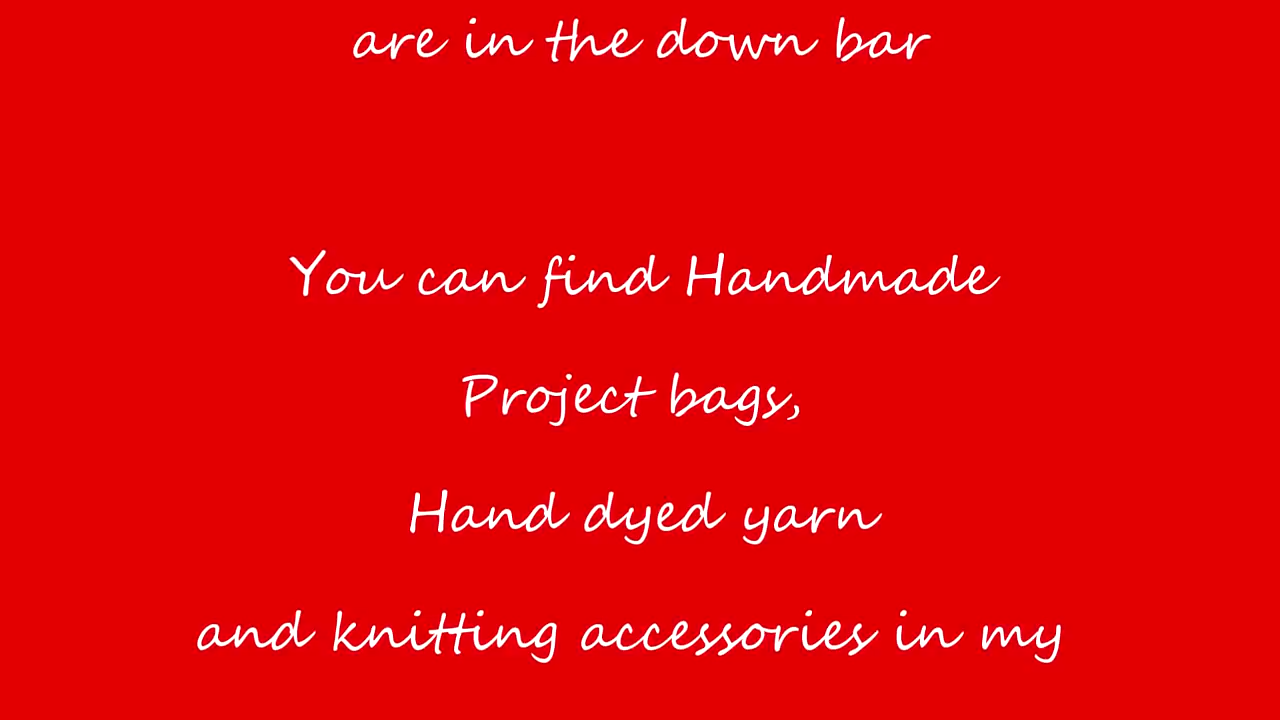 are in the down bar
You can find Handmade
Project bags,
Hand dyed yarn
and knitting accessories in my